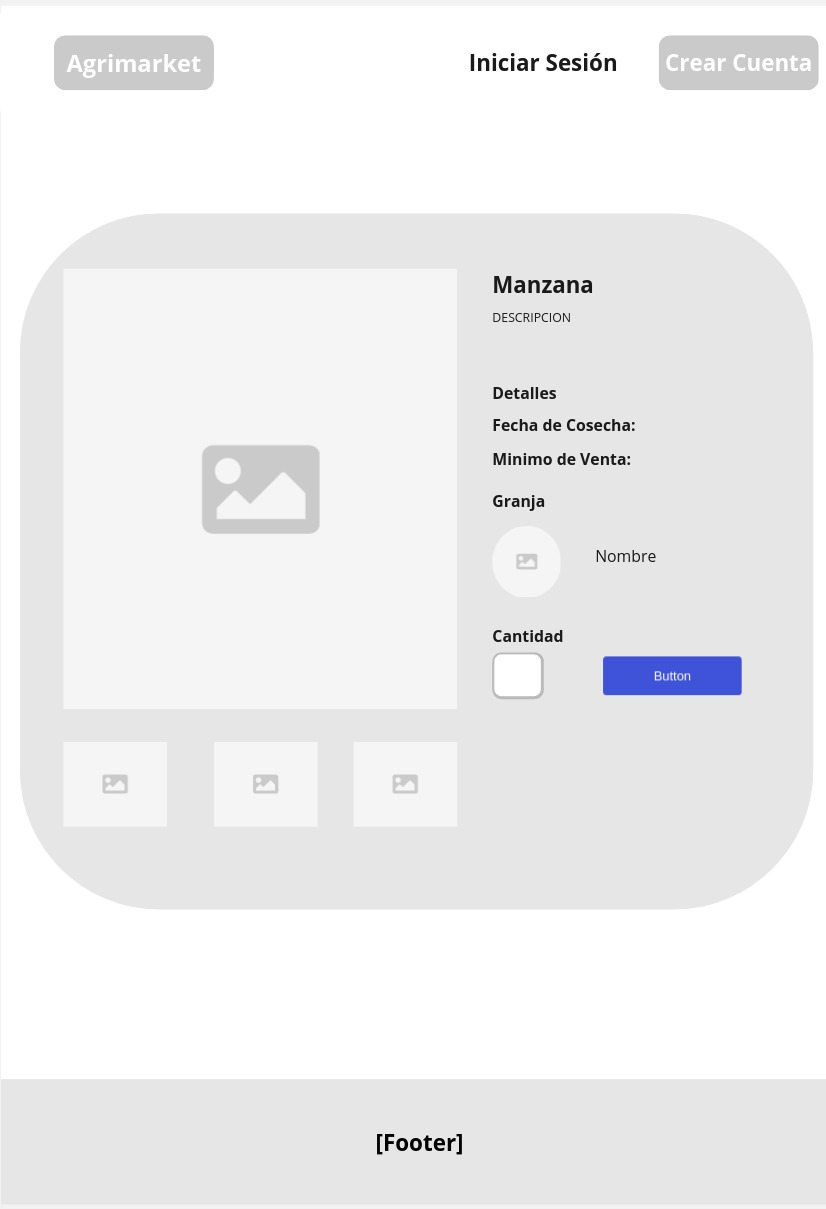 Agrimarket
Iniciar Sesión
Crear Cuenta
Manzana
DESCRIPCION
Detalles
Fecha de Cosecha:
Minimo de Venta:
Granja
Nombre
Cantidad
Button
[Footer]